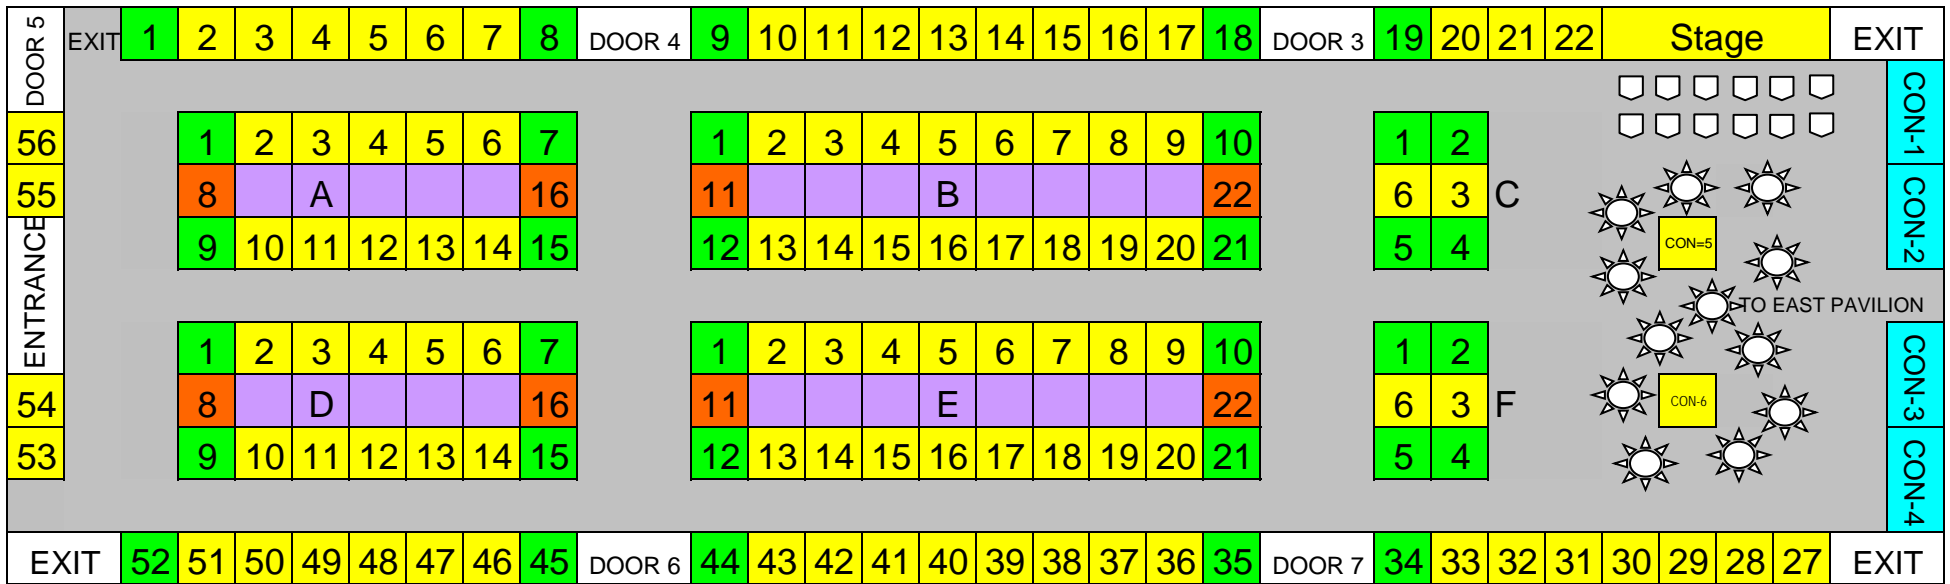 DOOR 5 EXIT 1 2 3 4 5 6 7 8 DOOR 4 9 10 11 12 13 14 15 16 17 18 DOOR 3 19 20 21 22 Stage EXIT
56 1 2 3 4 5 6 7 1 2 3 4 5 6 7 8 9 10 1 2 CON-1
55 8 A 16 11 B 22 6 3 C CON-2
ENTRANCE 9 10 11 12 13 14 15 12 13 14 15 16 17 18 19 20 21 5 4 CON=5
TO EAST PAVILION
1 2 3 4 5 6 7 1 2 3 4 5 6 7 8 9 10 1 2 CON-3
54 8 D 16 11 E 22 6 3 F CON-6
53 9 10 11 12 13 14 15 12 13 14 15 16 17 18 19 20 21 5 4 CON-4
EXIT 52 51 50 49 48 47 46 45 DOOR 6 44 43 42 41 40 39 38 37 36 35 DOOR 7 34 33 32 31 30 29 28 27 EXIT